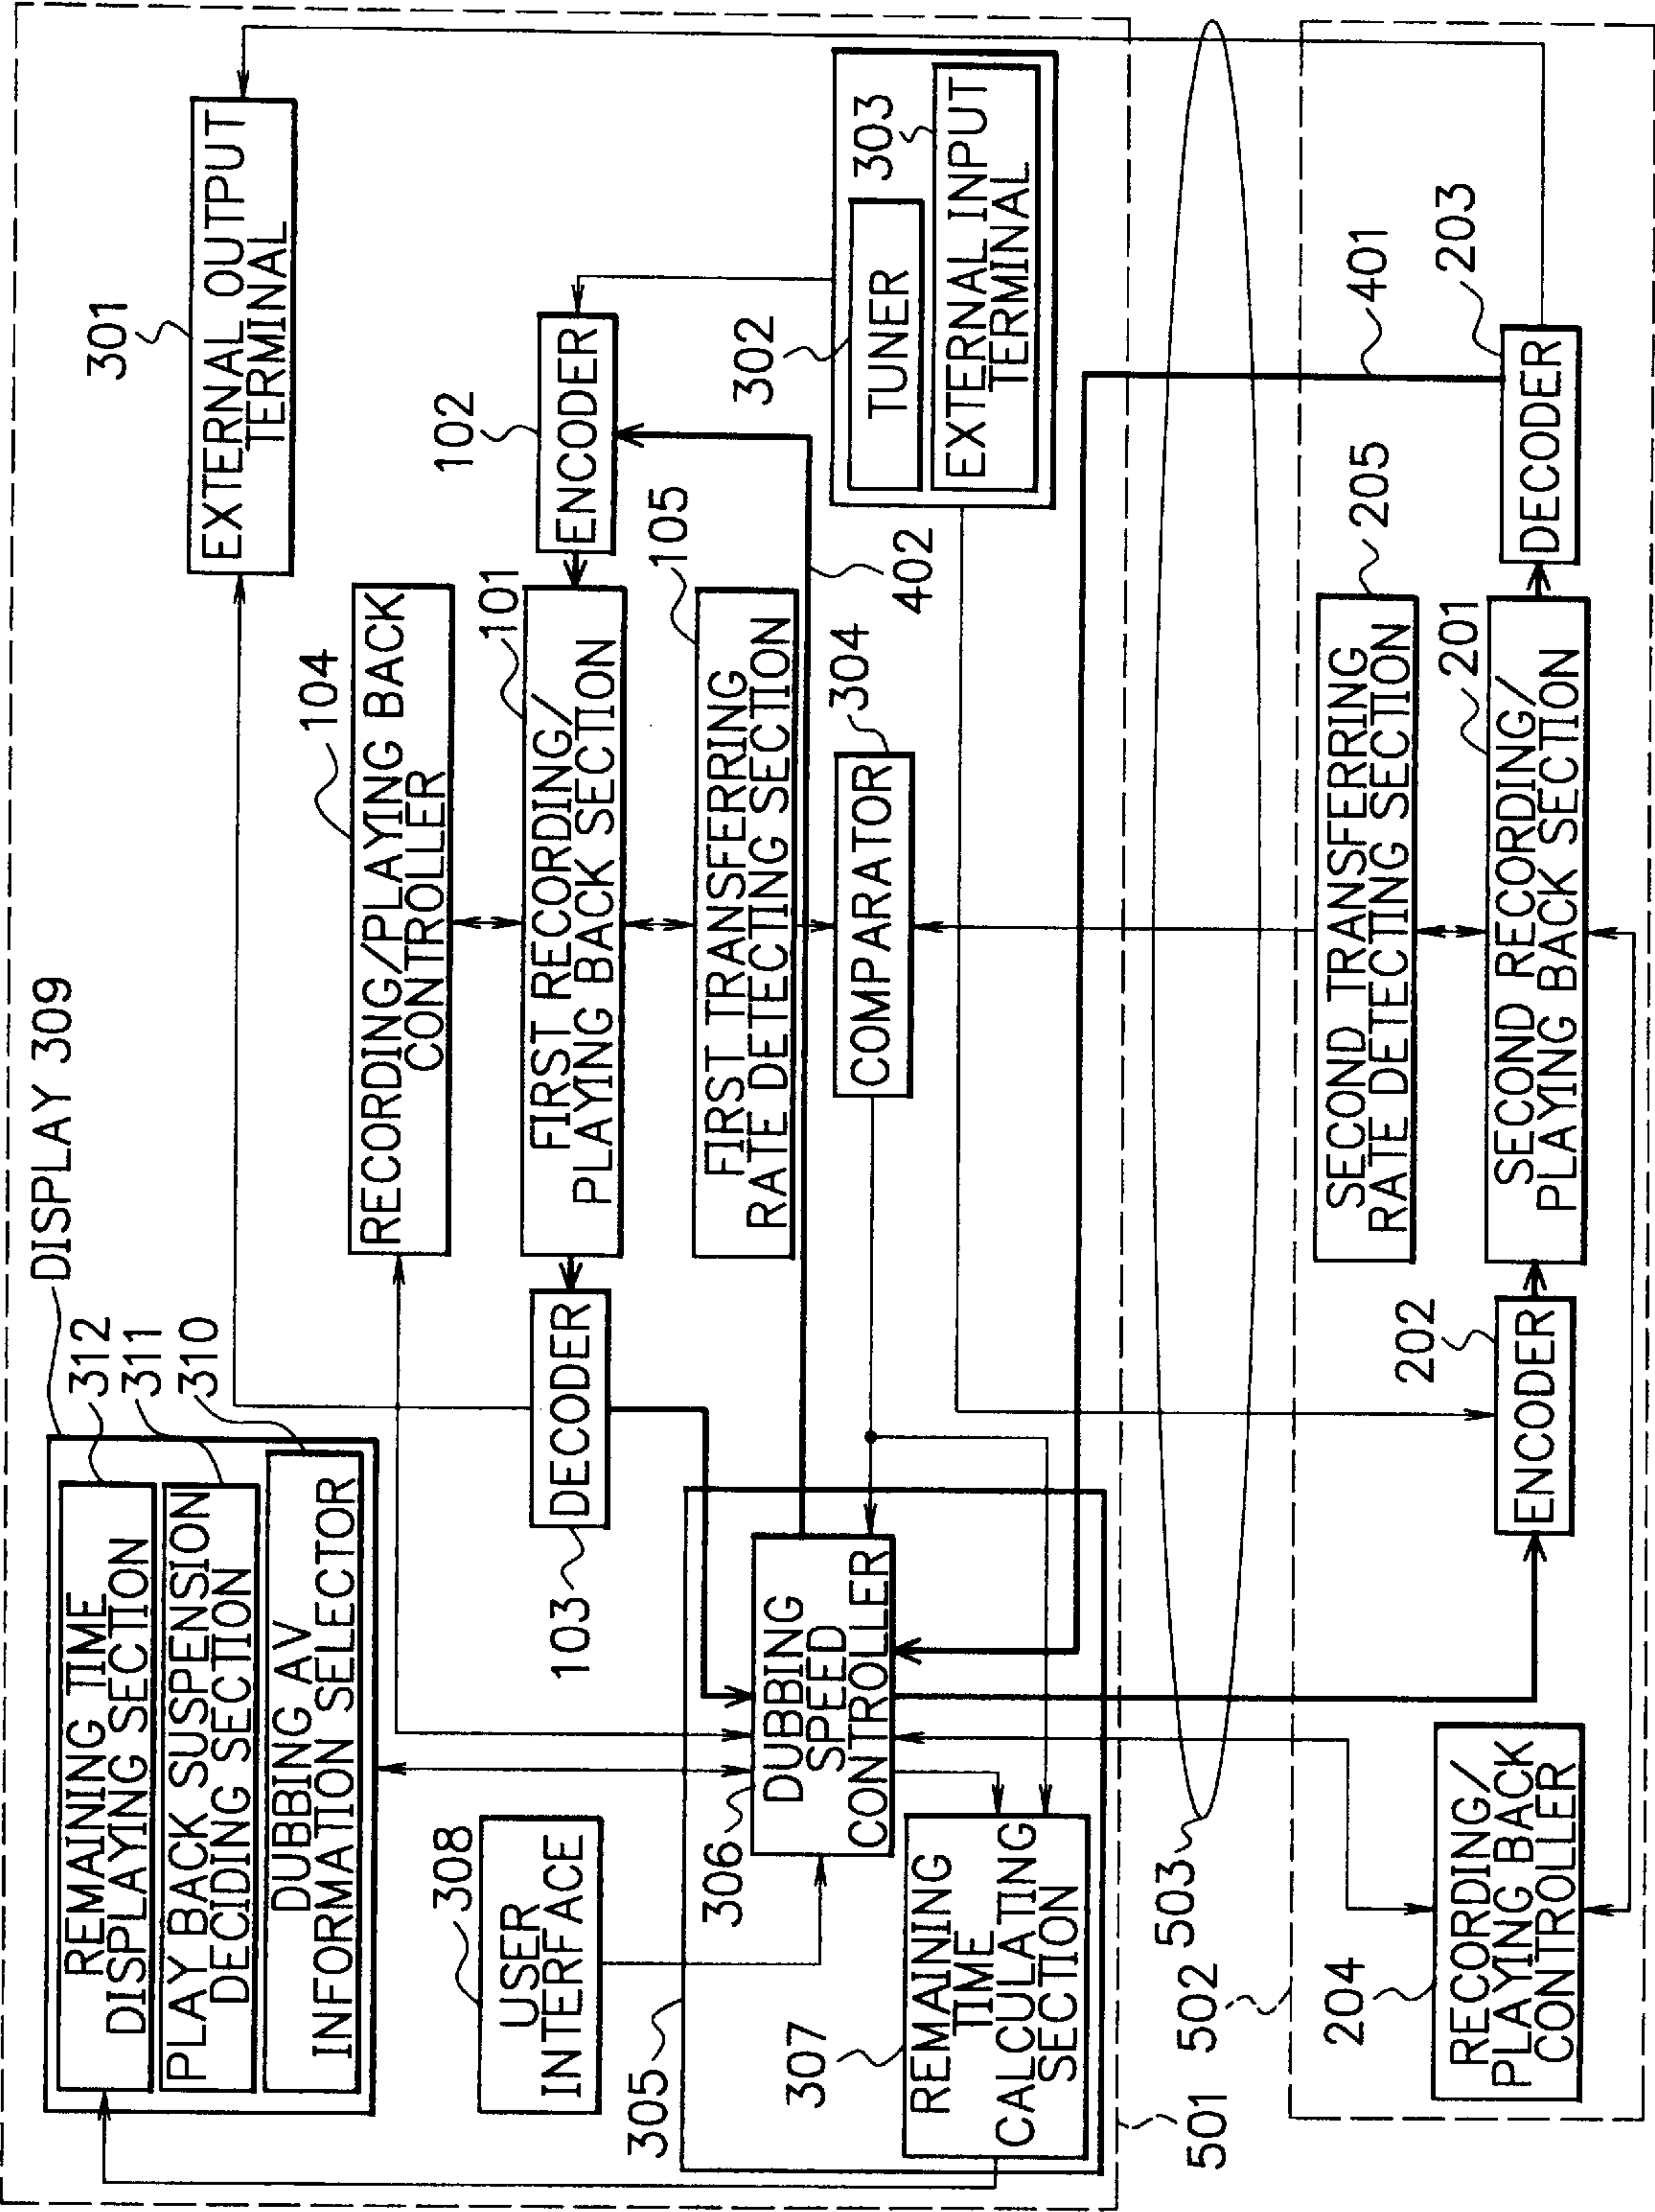 DISPLAY 309
REMAINING TIME
DISPLAYING SECTION
312
PLAY BACK SUSPENSION
DECIDING SECTION
311
DUBBING AV
INFORMATION SELECTOR
310
301
EXTERNAL OUTPUT
TERMINAL
104
RECORDING/PLAYING BACK
CONTROLLER
308
USER
INTERFACE
103
DECODER
101
FIRST RECORDING/
PLAYING BACK SECTION
102
ENCODER
105
FIRST TRANSFERRING
RATE DETECTING SECTION
305
306
DUBBING
SPEED
CONTROLLER
304
COMPARATOR
402
302
TUNER
303
EXTERNAL INPUT
TERMINAL
307
REMAINING
TIME
CALCULATING
SECTION
501
503
502
205
SECOND TRANSFERRING
RATE DETECTING SECTION
401
204
RECORDING/
PLAYING BACK
CONTROLLER
202
ENCODER
201
SECOND RECORDING/
PLAYING BACK SECTION
203
DECODER